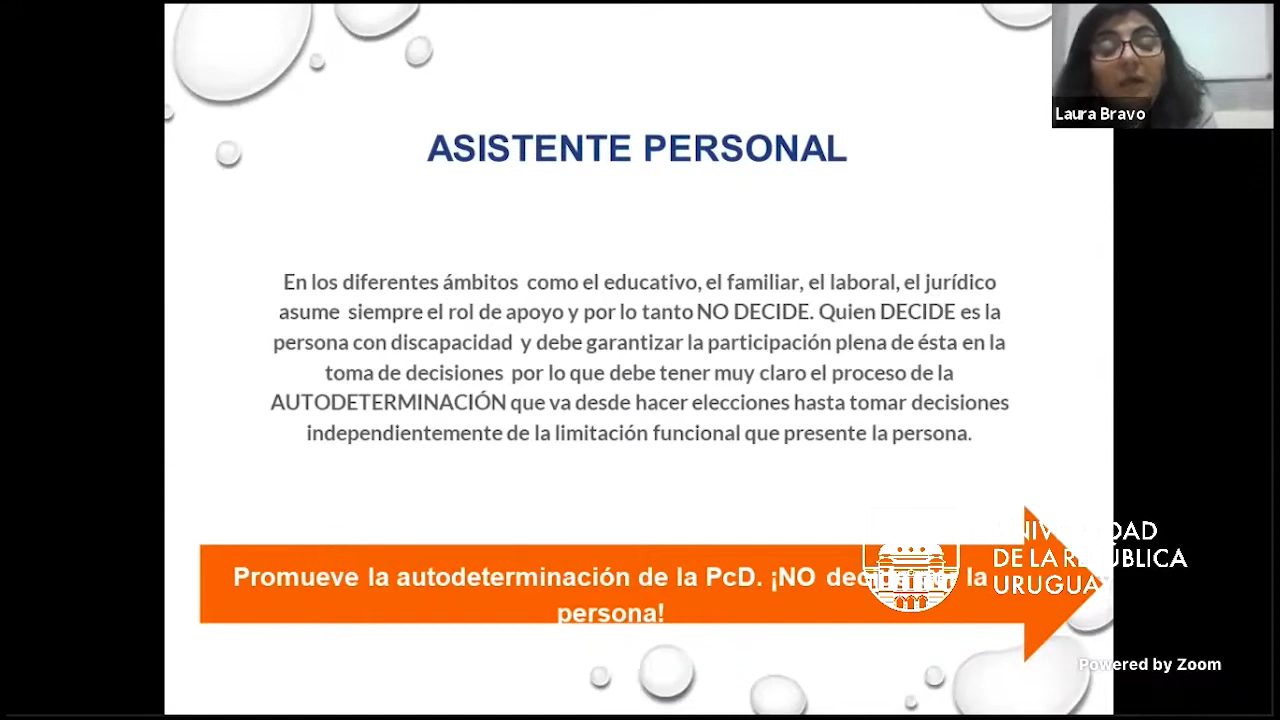 Laura Bravo
ASISTENTE PERSONAL
En los diferentes ámbitos como el educativo, el familiar, el laboral, el jurídico
asume siempre el rol de apoyo y por lo tanto NO DECIDE. Quien DECIDE es la
persona con discapacidad y debe garantizar la participación plena de ésta en la
toma de decisiones por lo que debe tener muy claro el proceso de la
AUTODETERMINACIÓN que va desde hacer elecciones hasta tomar decisiones
independientemente de la limitación funcional que presente la persona.
Promueve la autodeterminación de la PcD. ¡NO la
persona!
UNIVERSIDAD
DE LA REPÚBLICA
URUGUAY
Powered by Zoom